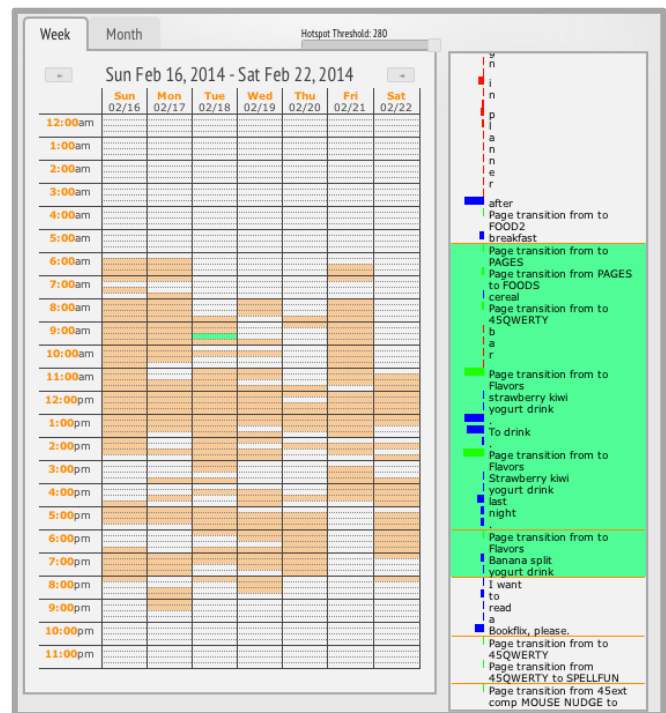 Week
Month
Hotspot Threshold: 280
Sun Feb 16, 2014 - Sat Feb 22, 2014
Sun Mon Tue Wed Thu Fri Sat
02/16 02/17 02/18 02/19 02/20 02/21 02/22
12:00am
1:00am
2:00am
3:00am
4:00am
5:00am
6:00am
7:00am
8:00am
9:00am
10:00am
11:00am
12:00pm
1:00pm
2:00pm
3:00pm
4:00pm
5:00pm
6:00pm
7:00pm
8:00pm
9:00pm
10:00pm
11:00pm
g
n
i
n
p
l
a
n
n
e
r
after
Page transition from to
FOOD2
breakfast
Page transition from to
PAGES
Page transition from PAGES
to FOODS
cereal
Page transition from to
45QWERTY
b
a
r
Page transition from to
Flavors
strawberry kiwi
yogurt drink
.
To drink
.
Page transition from to
Flavors
Strawberry kiwi
yogurt drink
last
night
.
Page transition from to
Flavors
Banana split
yogurt drink
I want
to
read
a
Bookflix, please.
Page transition from to
45QWERTY
Page transition from
45QWERTY to SPELLFUN
Page transition from 45ext
comp MOUSE NUDGE to